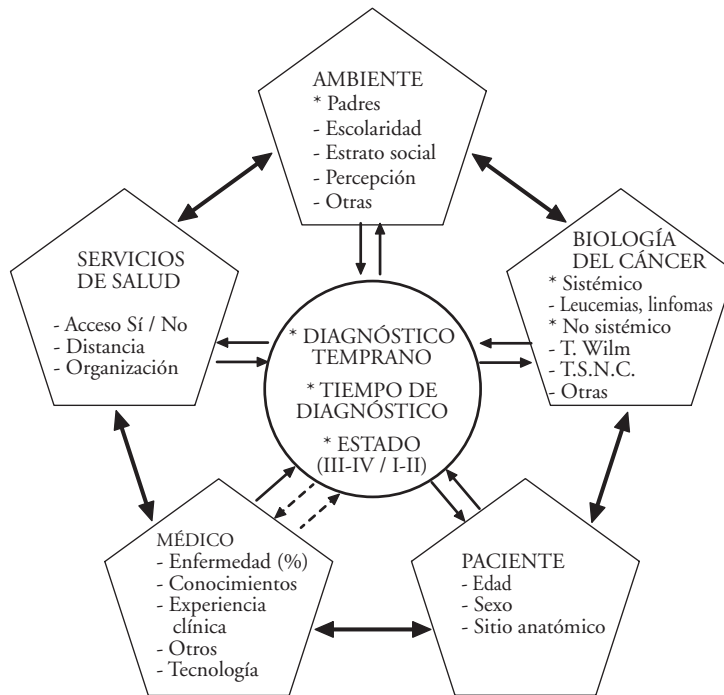 AMBIENTE
* Padres
- Escolaridad
- Estrato social
- Percepción
- Otras
SERVICIOS
DE SALUD
- Acceso Sí / No
- Distancia
- Organización
BIOLOGÍA
DEL CÁNCER
* Sistémico
- Leucemias, linfomas
* No sistémico
- T. Wilm
- T.S.N.C.
- Otras
* DIAGNÓSTICO
TEMPRANO
* TIEMPO DE
DIAGNÓSTICO
* ESTADO
(III-IV / I-II)
MÉDICO
- Enfermedad (%)
- Conocimientos
- Experiencia
clínica
- Otros
- Tecnología
PACIENTE
- Edad
- Sexo
- Sitio anatómico